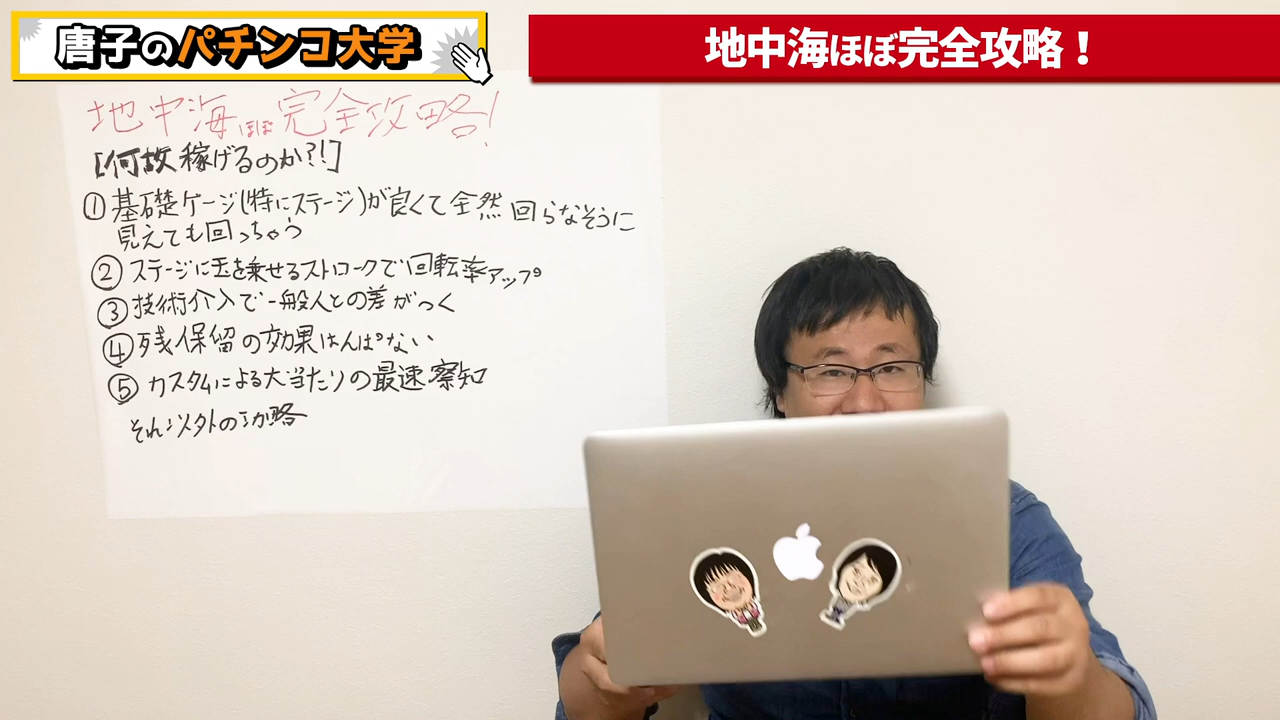 唐子のパチンコ大学
地中海ほぼ完全攻略！
地中海ほぼ完全攻略!
[何故稼げるのか?!]
①基礎ゲージ(特にステージ)が良くて全然回らなそうに
見えても回っちゃう
②ステージに玉を乗せるストロークで回転率アップ
③技術介入で一般人との差がつく
④残保留の効果はんぱない
⑤カスタムによる大当たりの最速察知
それ以外の